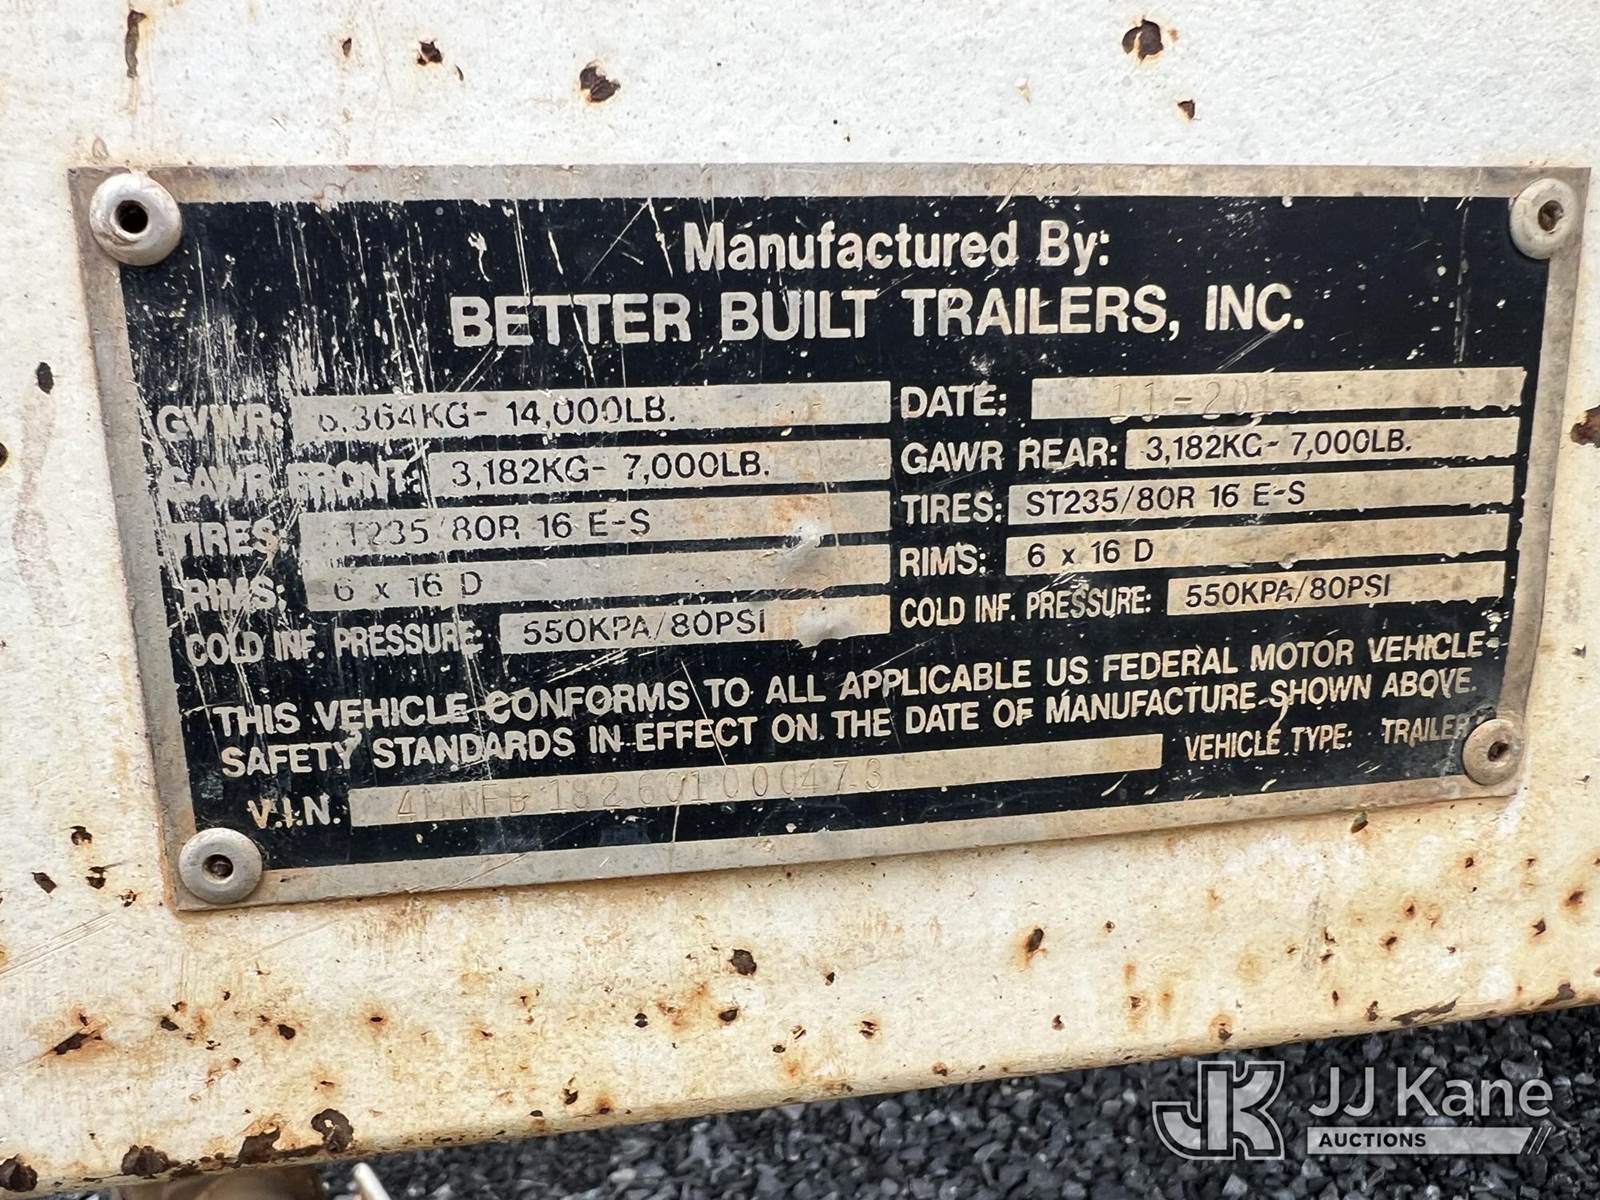 Manufactured By:
BETTER BUILT TRAILERS, INC.
GVWR: 6,364KG- 14,000LB. DATE: 11-2015
GAWR FRONT: 3,182KG- 7,000LB. GAWR REAR: 3,182KG- 7,000LB.
TIRES: ST235/80R 16 E-S TIRES: ST235/80R 16 E-S
RIMS: 6 x 16 D RIMS: 6 x 16 D
COLD INF. PRESSURE: 550KPA/80PSI COLD INF. PRESSURE: 550KPA/80PSI
THIS VEHICLE CONFORMS TO ALL APPLICABLE US FEDERAL MOTOR VEHICLE
SAFETY STANDARDS IN EFFECT ON THE DATE OF MANUFACTURE SHOWN ABOVE.
V.I.N. VEHICLE TYPE: TRAILER
JK JJ Kane
AUCTIONS